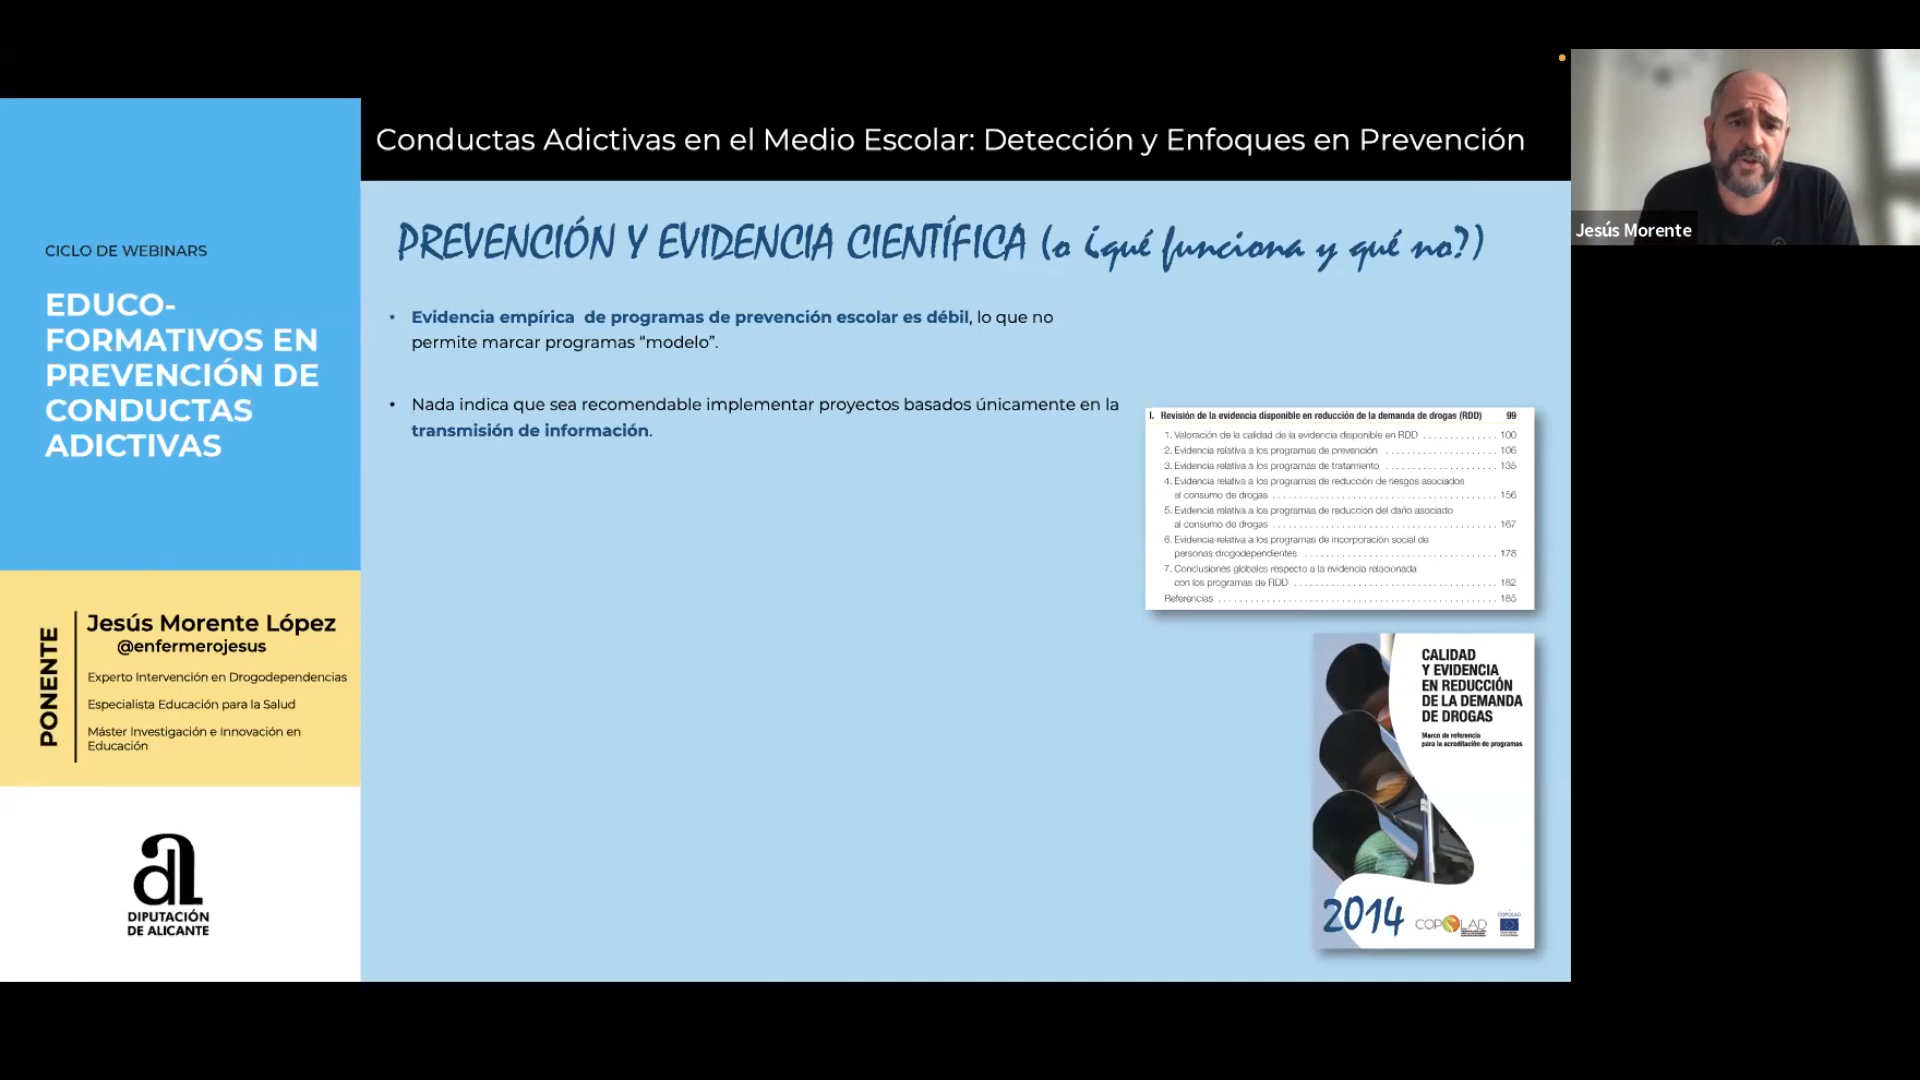 Conductas Adictivas en el Medio Escolar: Detección y Enfoques en Prevención
Jesús Morente
CICLO DE WEBINARS
EDUCO-
FORMATIVOS EN
PREVENCIÓN DE
CONDUCTAS
ADICTIVAS
PONENTE
Jesús Morente López
@enfermerojesus
Experto Intervención en Drogodependencias
Especialista Educación para la Salud
Máster Investigación e Innovación en
Educación
DIPUTACIÓN
DE ALICANTE
PREVENCIÓN Y EVIDENCIA CIENTÍFICA (o ¿qué funciona y qué no?)
• Evidencia empírica de programas de prevención escolar es débil, lo que no
permite marcar programas “modelo”.
• Nada indica que sea recomendable implementar proyectos basados únicamente en la
transmisión de información.
I. Revisión de la evidencia disponible en reducción de la demanda de drogas (RDD) 99
1. Valoración de la calidad de la evidencia disponible en RDD . . . . . . . . . . . . . 100
2. Evidencia relativa a los programas de prevención . . . . . . . . . . . . . . . . . . . . 106
3. Evidencia relativa a los programas de tratamiento . . . . . . . . . . . . . . . . . . . . 135
4. Evidencia relativa a los programas de reducción de riesgos asociados
al consumo de drogas . . . . . . . . . . . . . . . . . . . . . . . . . . . . . . . . . . . . . . . 156
5. Evidencia relativa a los programas de reducción del daño asociado
al consumo de drogas . . . . . . . . . . . . . . . . . . . . . . . . . . . . . . . . . . . . . . . 167
6. Evidencia relativa a los programas de incorporación social de
personas drogodependientes . . . . . . . . . . . . . . . . . . . . . . . . . . . . . . . . . . 178
7. Conclusiones globales respecto a la evidencia relacionada
con los programas de RDD . . . . . . . . . . . . . . . . . . . . . . . . . . . . . . . . . . . 182
Referencias . . . . . . . . . . . . . . . . . . . . . . . . . . . . . . . . . . . . . . . . . . . . . . . . 185
CALIDAD
Y EVIDENCIA
EN REDUCCIÓN
DE LA DEMANDA
DE DROGAS
Marco de referencia
para la acreditación de programas
2014
COPOLAD